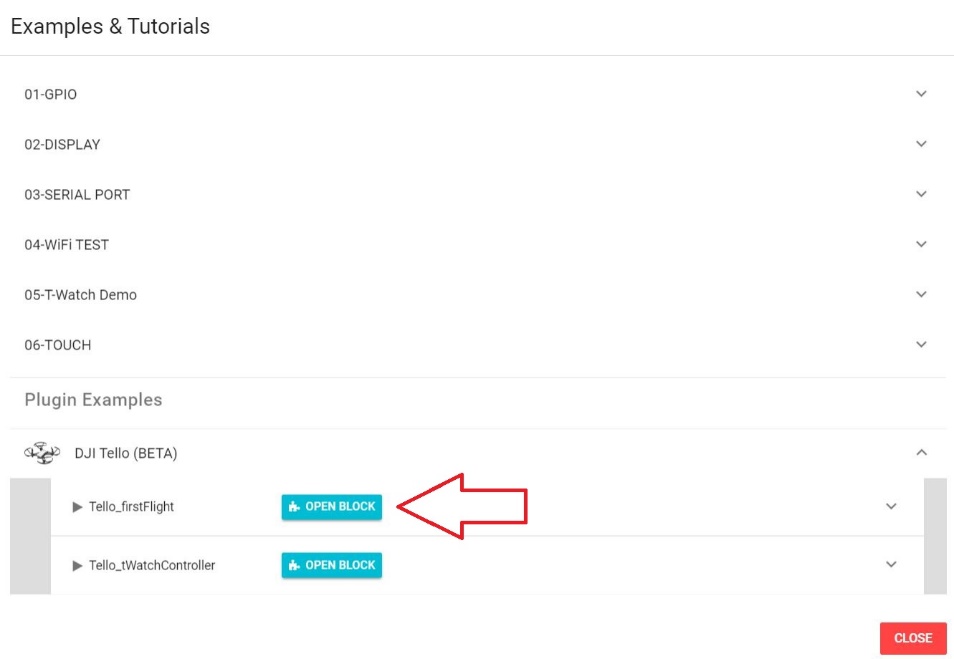 Examples & Tutorials
01-GPIO
02-DISPLAY
03-SERIAL PORT
04-WiFi TEST
05-T-Watch Demo
06-TOUCH
Plugin Examples
DJI Tello (BETA)
Tello_firstFlight OPEN BLOCK
Tello_tWatchController OPEN BLOCK
CLOSE